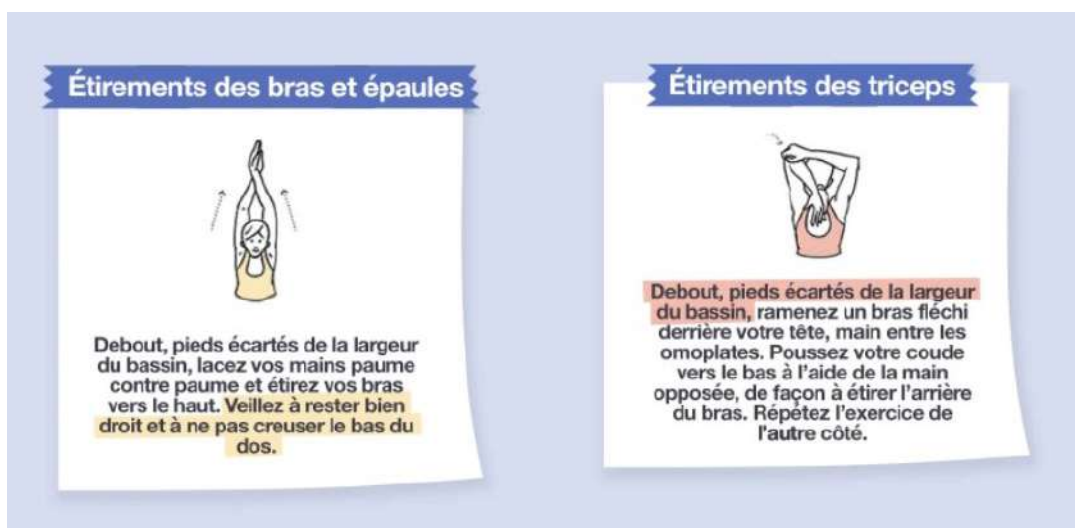 Étirements des bras et épaules
Debout, pieds écartés de la largeur
du bassin, lacez vos mains paume
contre paume et étirez vos bras
vers le haut. Veillez à rester bien
droit et à ne pas creuser le bas du
dos.
Étirements des triceps
Debout, pieds écartés de la largeur
du bassin, ramenez un bras fléchi
derrière votre tête, main entre les
omoplates. Poussez votre coude
vers le bas à l'aide de la main
opposée, de façon à étirer l'arrière
du bras. Répétez l'exercice de
l'autre côté.